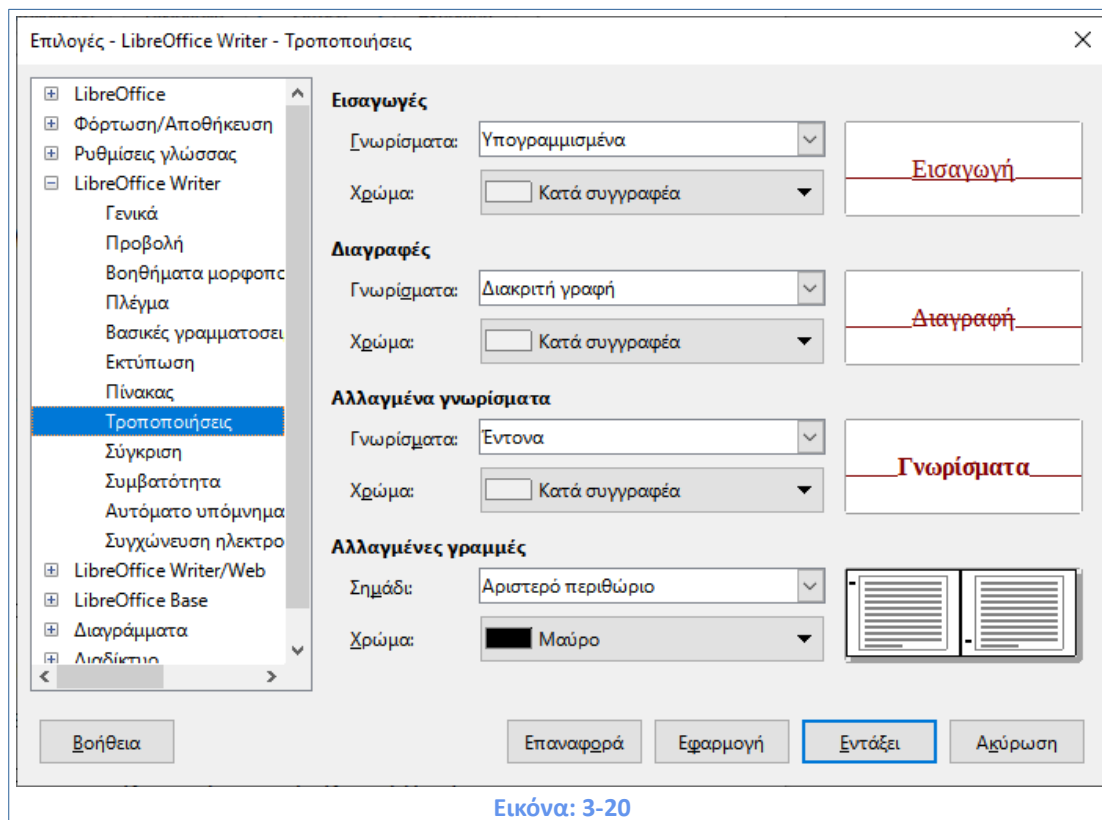 Επιλογές - LibreOffice Writer - Τροποποιήσεις
LibreOffice
Φόρτωση/Αποθήκευση
Ρυθμίσεις γλώσσας
LibreOffice Writer
Γενικά
Προβολή
Βοηθήματα μορφοπο
Πλέγμα
Βασικές γραμματοσει
Εκτύπωση
Πίνακας
Τροποποιήσεις
Σύγκριση
Συμβατότητα
Αυτόματο υπόμνημα
Συγχώνευση ηλεκτρο
LibreOffice Writer/Web
LibreOffice Base
Διαγράμματα
Διαδίκτυο
Εισαγωγές
Γνωρίσματα: Υπογραμμισμένα
Χρώμα: Κατά συγγραφέα
Εισαγωγή
Διαγραφές
Γνωρίσματα: Διακριτή γραφή
Χρώμα: Κατά συγγραφέα
Διαγραφή
Αλλαγμένα γνωρίσματα
Γνωρίσματα: Έντονα
Χρώμα: Κατά συγγραφέα
Γνωρίσματα
Αλλαγμένες γραμμές
Σημάδι: Αριστερό περιθώριο
Χρώμα: Μαύρο
Βοήθεια
Επαναφορά
Εφαρμογή
Εντάξει
Ακύρωση
Εικόνα: 3-20